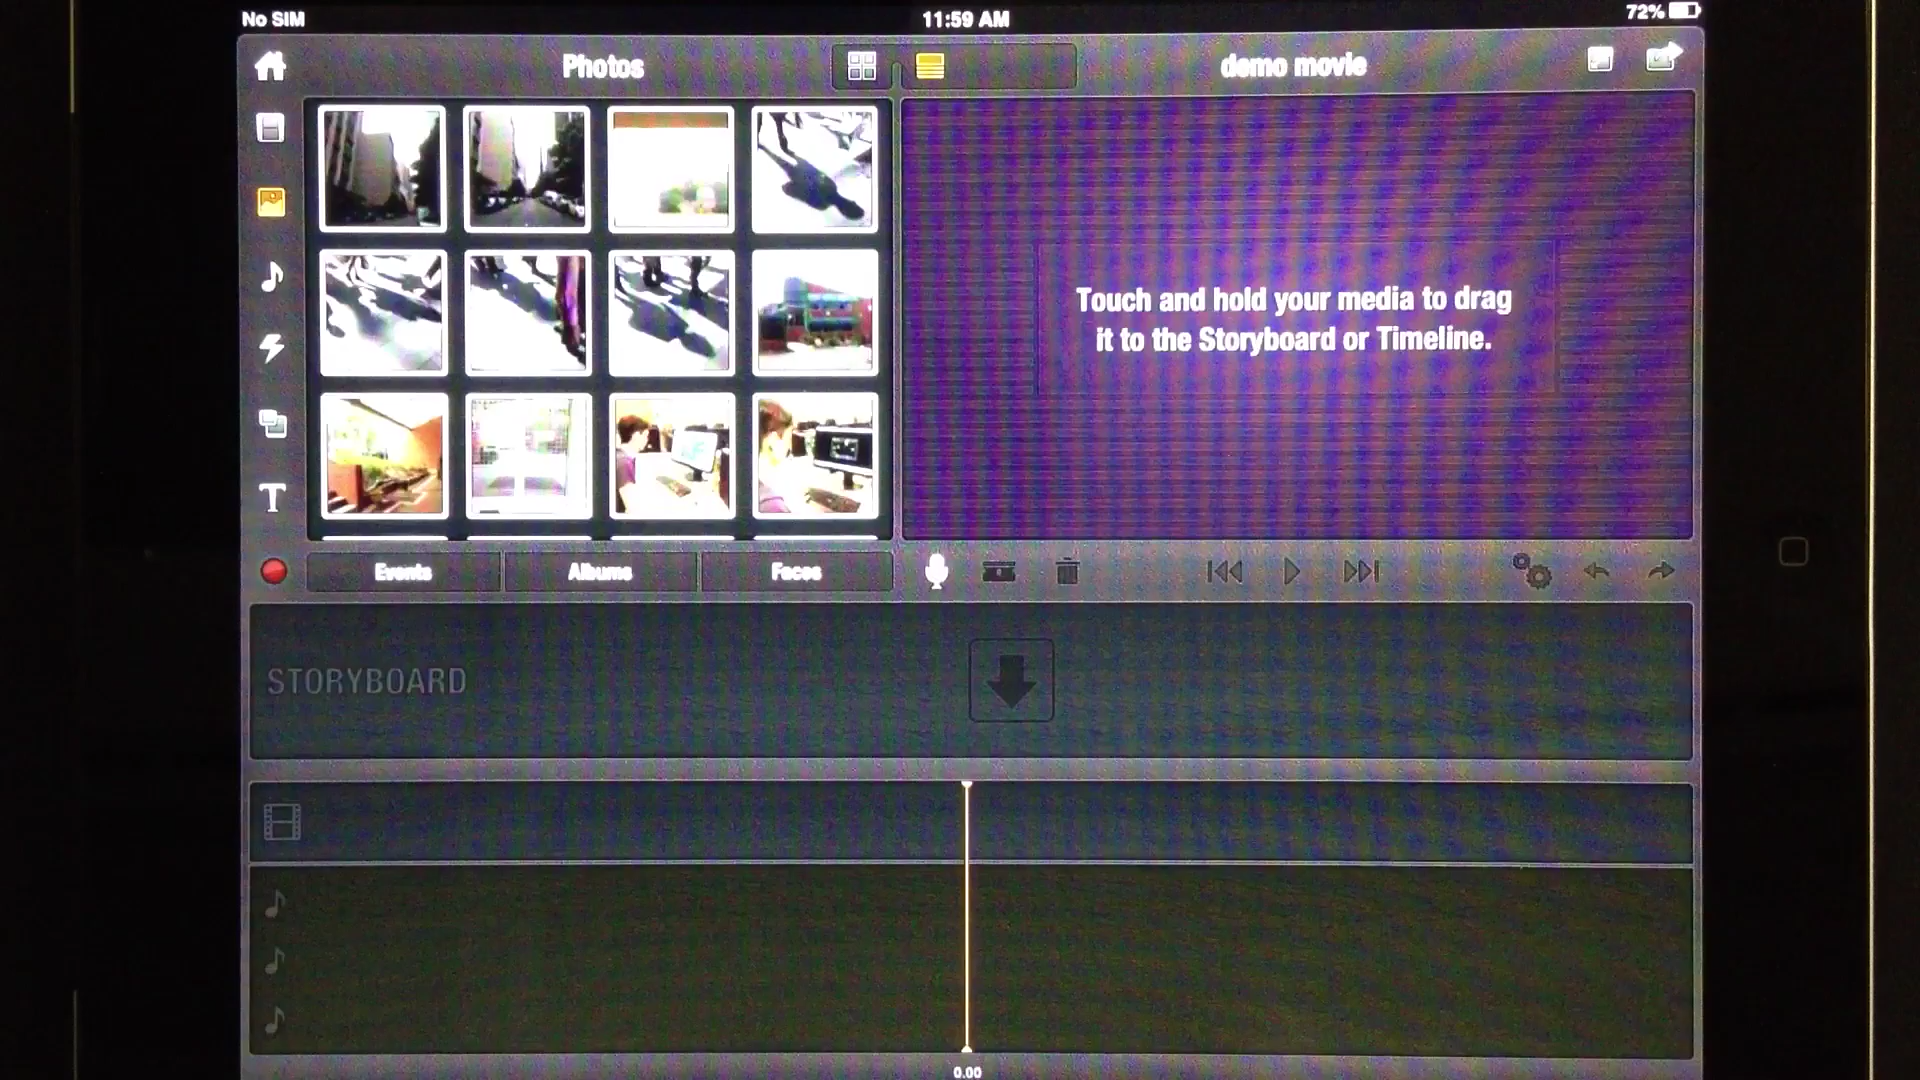 No SIM
11:59 AM
72%
Photos
demo movie
Touch and hold your media to drag
it to the Storyboard or Timeline.
T
Events
Albums
Faces
STORYBOARD
0.00